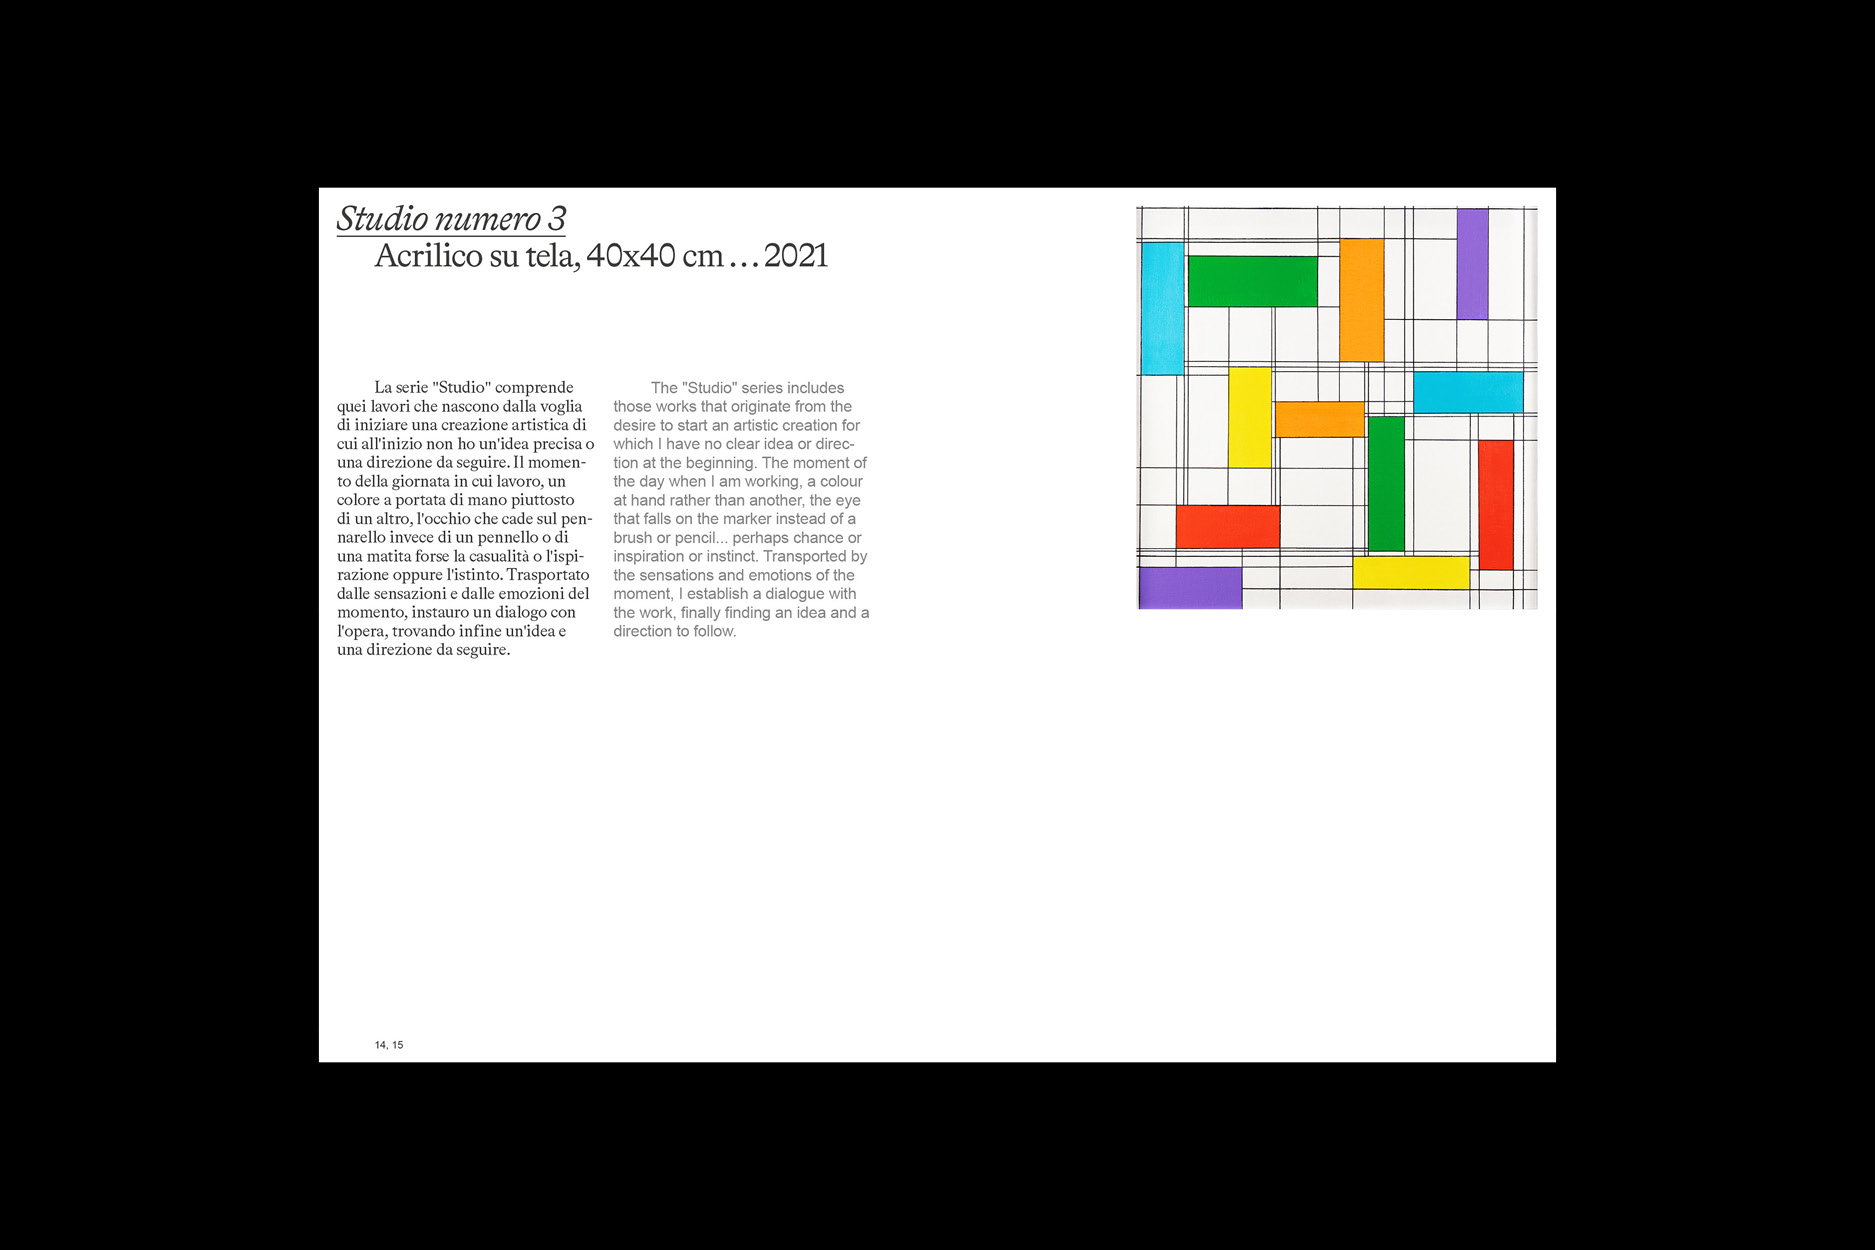 Studio numero 3
Acrilico su tela, 40x40 cm ... 2021
La serie "Studio" comprende
quei lavori che nascono dalla voglia
di iniziare una creazione artistica di
cui all'inizio non ho un'idea precisa o
una direzione da seguire. Il momen-
to della giornata in cui lavoro, un
colore a portata di mano piuttosto
di un altro, l'occhio che cade sul pen-
narello invece di un pennello o di
una matita forse la casualità o l'ispi-
razione oppure l'istinto. Trasportato
dalle sensazioni e dalle emozioni del
momento, instauro un dialogo con
l'opera, trovando infine un'idea e
una direzione da seguire.
The "Studio" series includes
those works that originate from the
desire to start an artistic creation for
which I have no clear idea or direc-
tion at the beginning. The moment of
the day when I am working, a colour
at hand rather than another, the eye
that falls on the marker instead of a
brush or pencil... perhaps chance or
inspiration or instinct. Transported by
the sensations and emotions of the
moment, I establish a dialogue with
the work, finally finding an idea and a
direction to follow.
14, 15